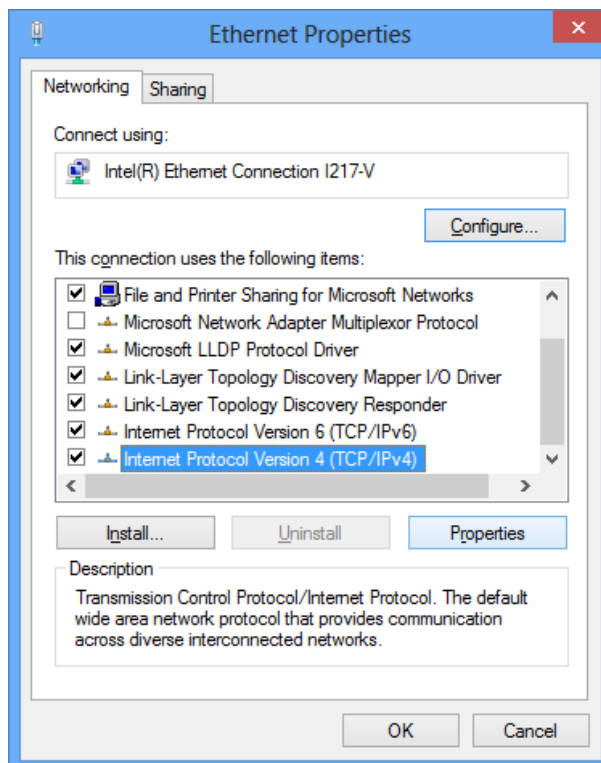 Ethernet Properties
Networking
Sharing
Connect using:
Intel(R) Ethernet Connection I217-V
Configure...
This connection uses the following items:
File and Printer Sharing for Microsoft Networks
Microsoft Network Adapter Multiplexor Protocol
Microsoft LLDP Protocol Driver
Link-Layer Topology Discovery Mapper I/O Driver
Link-Layer Topology Discovery Responder
Internet Protocol Version 6 (TCP/IPv6)
Internet Protocol Version 4 (TCP/IPv4)
Install...
Uninstall
Properties
Description
Transmission Control Protocol/Internet Protocol. The default
wide area network protocol that provides communication
across diverse interconnected networks.
OK
Cancel